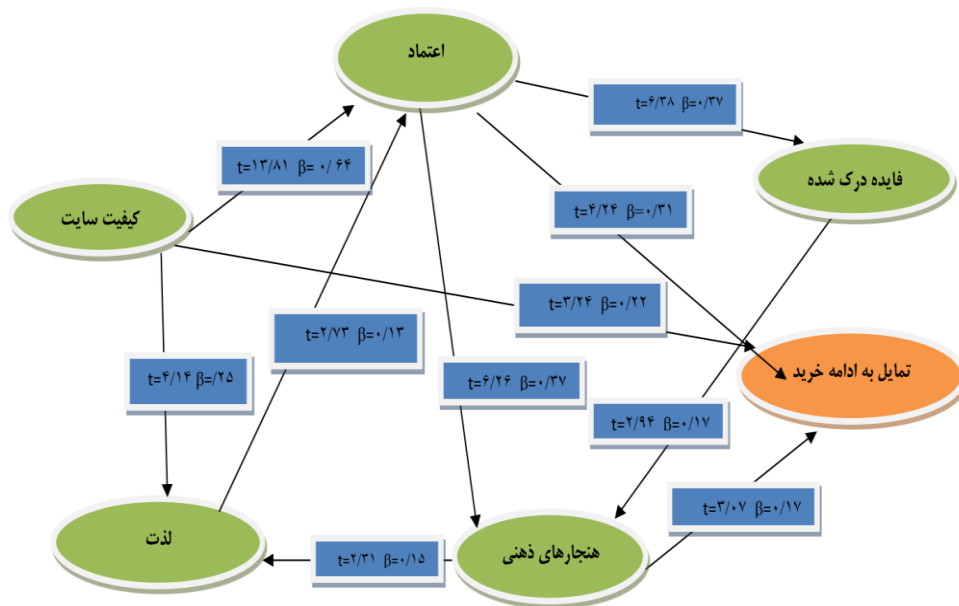 اعتماد
t=۶/۳۸ β=۰/۳۷
t=۱۳/۸۱ β= ۰/ ۶۴
فایده درک شده
کیفیت سایت
t=۴/۲۴ β=۰/۳۱
t=۳/۲۴ β=۰/۲۲
t=۲/۷۳ β=۰/۱۳
t=۴/۱۴ β=/۲۵
t=۶/۲۶ β=۰/۳۷
تمایل به ادامه خرید
t=۲/۹۴ β=۰/۱۷
t=۳/۰۷ β=۰/۱۷
لذت
t=۲/۳۱ β=۰/۱۵
هنجارهای ذهنی